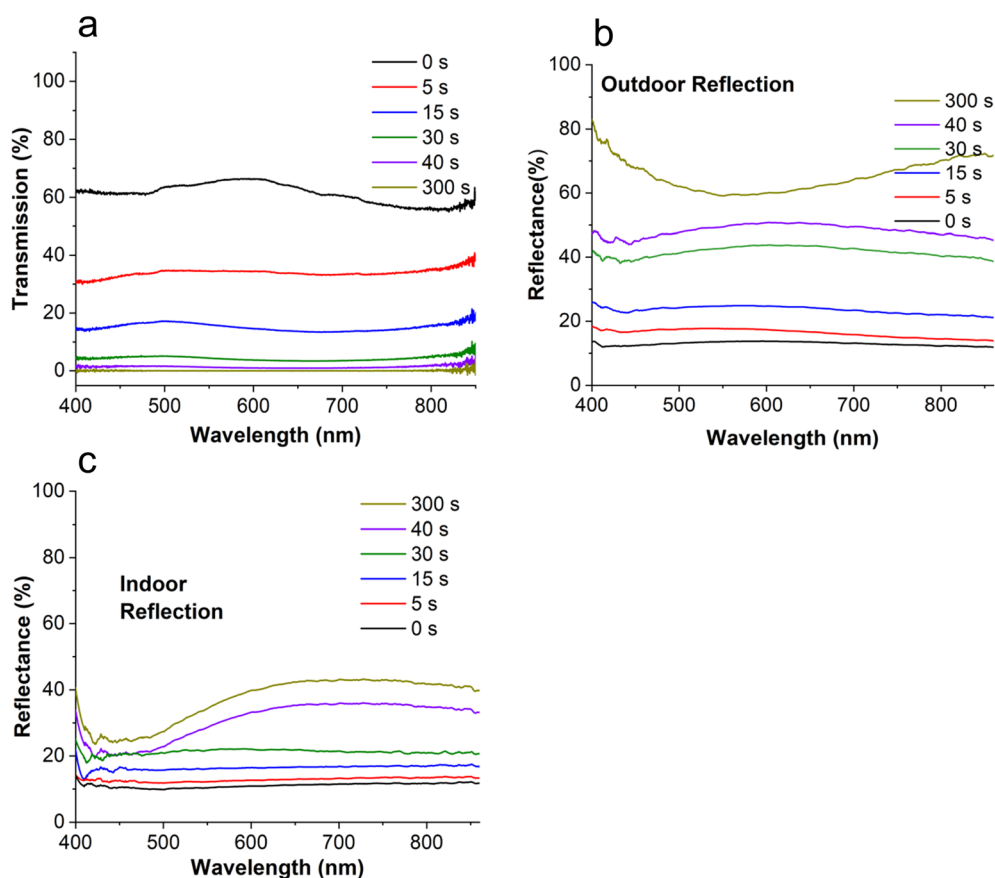 a
Transmission (%)
100
80
60
40
20
0
0 s
5 s
15 s
30 s
40 s
300 s
400 500 600 700 800
Wavelength (nm)
b
Outdoor Reflection
Reflectance(%)
100
80
60
40
20
0
300 s
40 s
30 s
15 s
5 s
0 s
400 500 600 700 800
Wavelength (nm)
c
Indoor
Reflection
Reflectance (%)
100
80
60
40
20
0
300 s
40 s
30 s
15 s
5 s
0 s
400 500 600 700 800
Wavelength (nm)